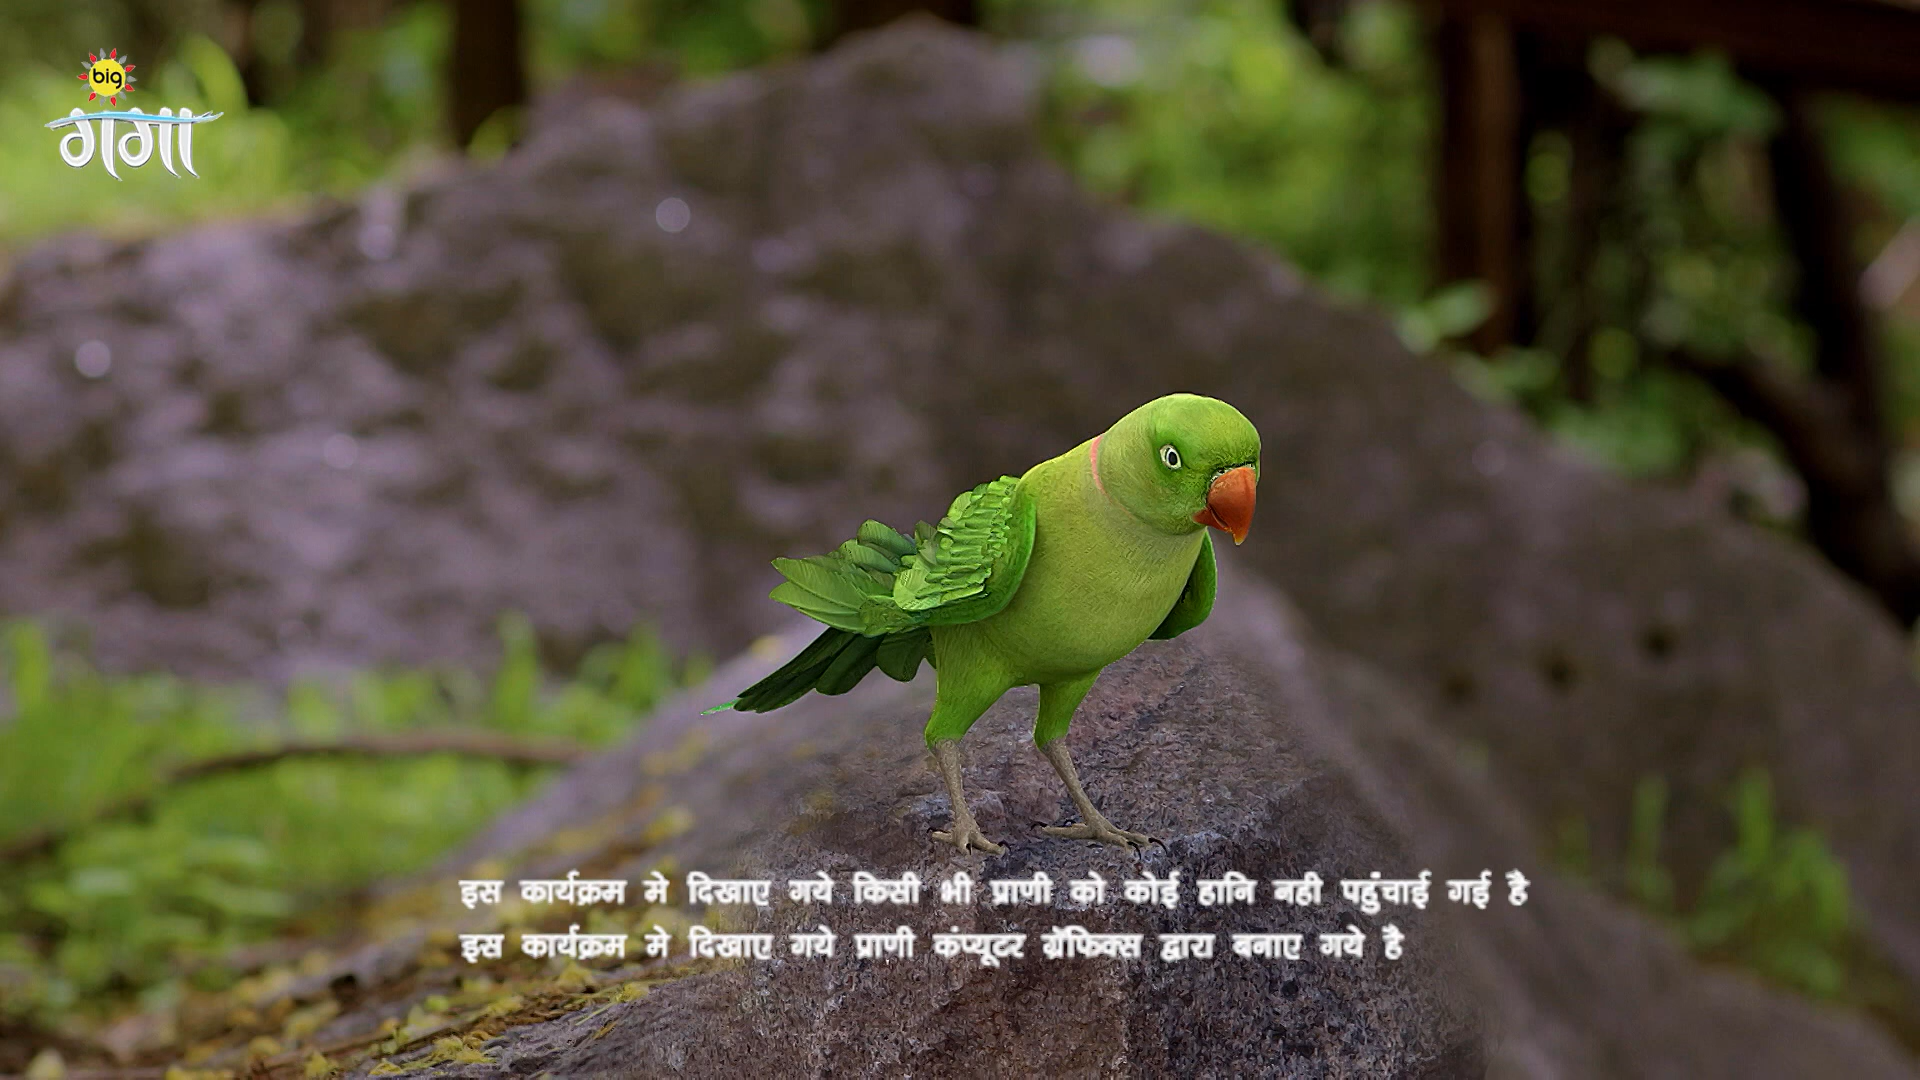 big
गंगा
इस कार्यक्रम मे दिखाए गये किसी भी प्राणी को कोई हानि नही पहुंचाई गई है
इस कार्यक्रम मे दिखाए गये प्राणी कंप्यूटर ग्रॅफिक्स द्वारा बनाए गये है